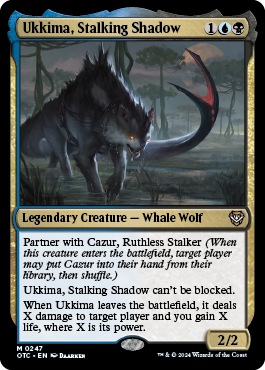 Ukkima, Stalking Shadow 1
Legendary Creature — Whale Wolf
Partner with Cazur, Ruthless Stalker (When
this creature enters the battlefield, target player
may put Cazur into their hand from their
library, then shuffle.)
Ukkima, Stalking Shadow can't be blocked.
When Ukkima leaves the battlefield, it deals
X damage to target player and you gain X
life, where X is its power.
2/2
M 0247
OTC • EN DAARKEN
™ & © 2024 Wizards of the Coast